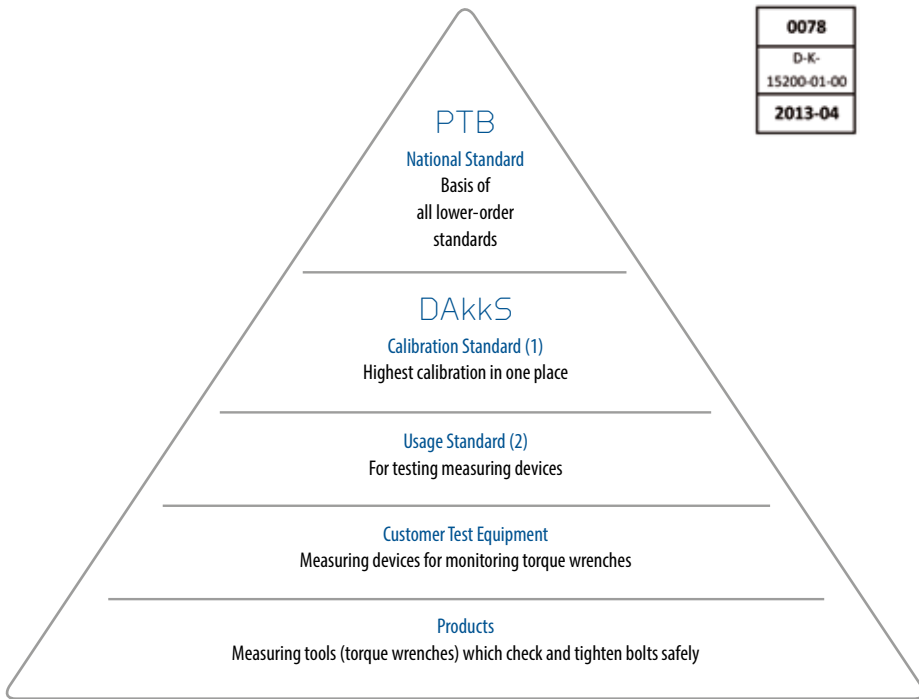 0078
D-K-
15200-01-00
2013-04
PTB
National Standard
Basis of
all lower-order
standards
DAkkS
Calibration Standard (1)
Highest calibration in one place
Usage Standard (2)
For testing measuring devices
Customer Test Equipment
Measuring devices for monitoring torque wrenches
Products
Measuring tools (torque wrenches) which check and tighten bolts safely